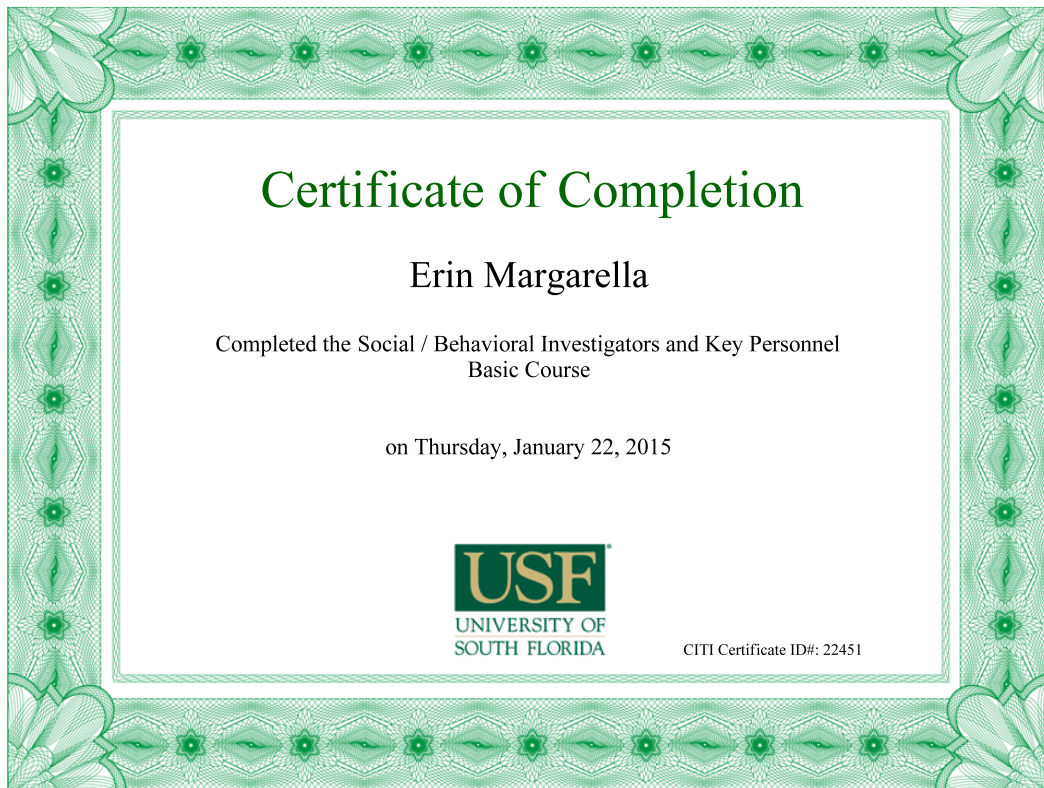 Certificate of Completion
Erin Margarella
Completed the Social / Behavioral Investigators and Key Personnel
Basic Course
on Thursday, January 22, 2015
USF
UNIVERSITY OF
SOUTH FLORIDA
CITI Certificate ID#: 22451